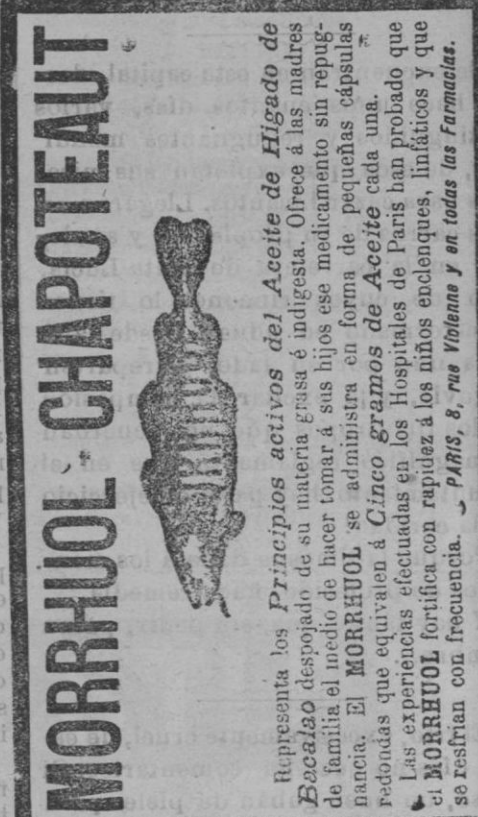 MORRHUOL * CHAPOTEAUT
Representa los Principios activos del Aceite de Higado de
Bacalao despojado de su materia grasa é indigesta. Ofrece á las madres
de familia el medio de hacer tomar sus hijos ese medicamento sin repug-
nancia. El MORRHUOL se administra en forma de pequeñas cápsulas
redondas que equivalen á Cinco gramos de Aceite cada una.
Las experiencias efectuadas en los Hospitales de Paris han probado que
el MORRHUOL fortifica con rapidez á los niños enclenques, linfáticos y que
se resfrian con frecuencia. PARIS, 8, rue Vivienne y en todas las Farmacias.